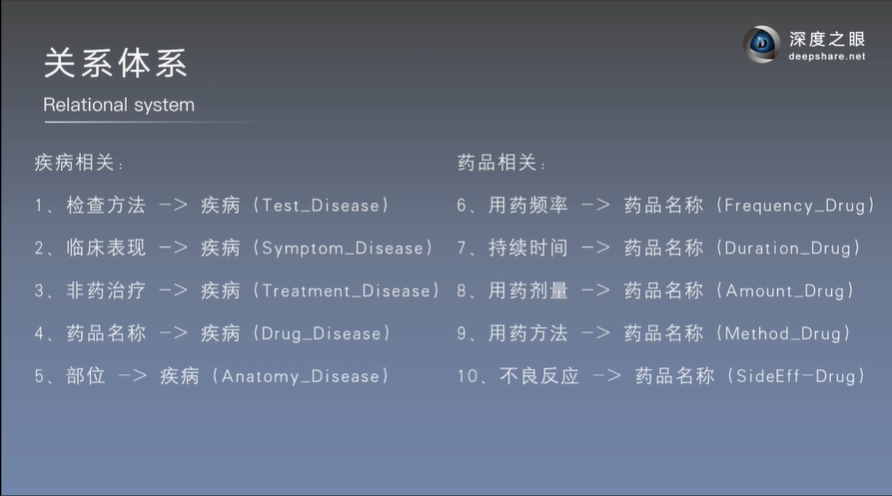 关系体系
Relational system
深度之眼
deepshare.net
疾病相关：
1、检查方法 -> 疾病（Test_Disease）
2、临床表现 -> 疾病（Symptom_Disease）
3、非药治疗 -> 疾病（Treatment_Disease）
4、药品名称 -> 疾病（Drug_Disease）
5、部位 -> 疾病（Anatomy_Disease）
药品相关：
6、用药频率 -> 药品名称（Frequency_Drug）
7、持续时间 -> 药品名称（Duration_Drug）
8、用药剂量 -> 药品名称（Amount_Drug）
9、用药方法 -> 药品名称（Method_Drug）
10、不良反应 -> 药品名称（SideEff-Drug）